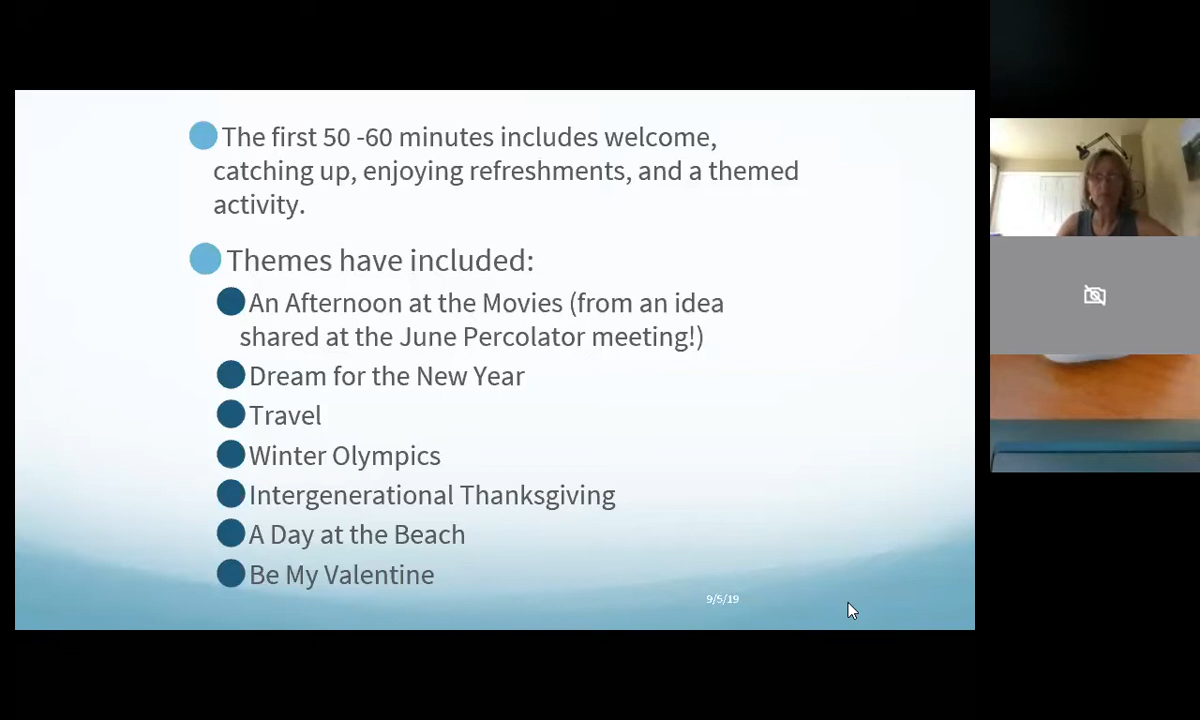 The first 50 -60 minutes includes welcome,
catching up, enjoying refreshments, and a themed
activity.
Themes have included:
An Afternoon at the Movies (from an idea
shared at the June Percolator meeting!)
Dream for the New Year
Travel
Winter Olympics
Intergenerational Thanksgiving
A Day at the Beach
Be My Valentine
9/5/19